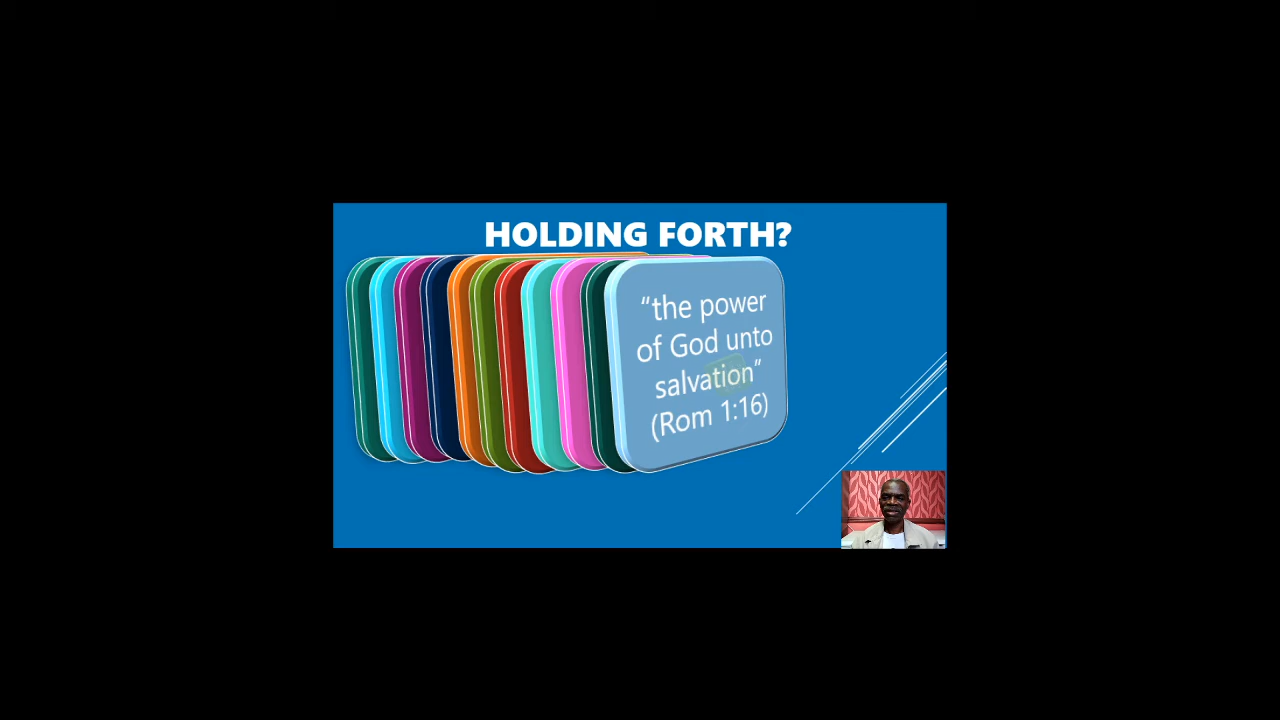 HOLDING FORTH?
“the power
of God unto
salvation”
(Rom 1:16)